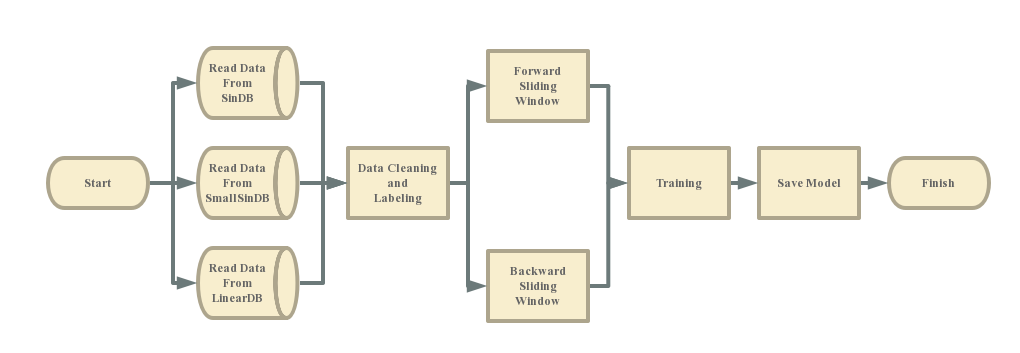 Start
Read Data
From
SinDB
Read Data
From
SmallSinDB
Read Data
From
LinearDB
Data Cleaning
and
Labeling
Forward
Sliding
Window
Backward
Sliding
Window
Training
Save Model
Finish